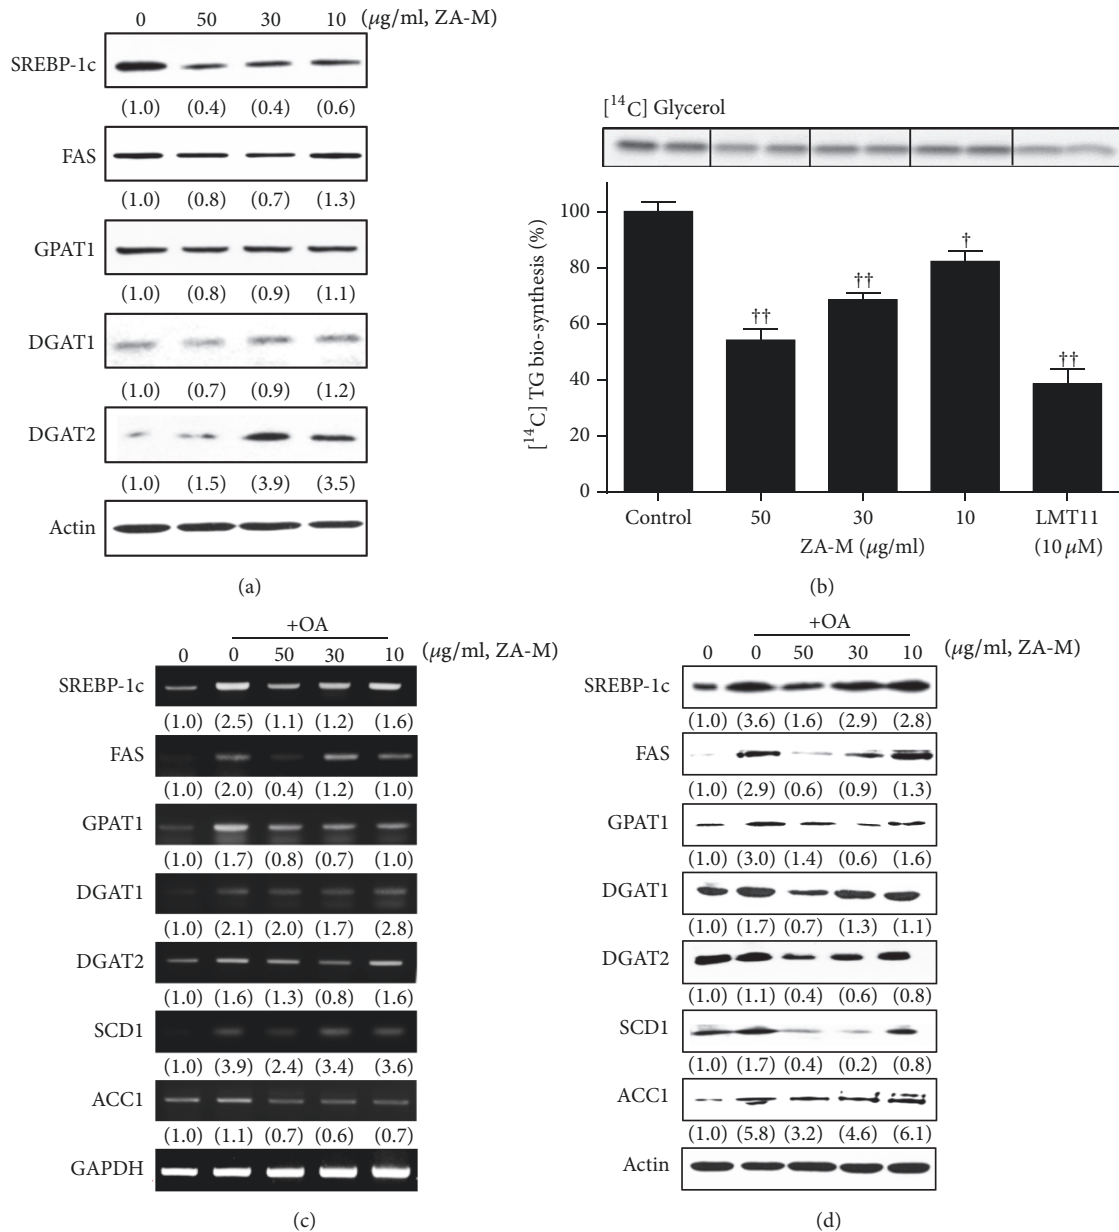 0 50 30 10 (μg/ml, ZA-M)
SREBP-1c
(1.0) (0.4) (0.4) (0.6)
FAS
(1.0) (0.8) (0.7) (1.3)
GPAT1
(1.0) (0.8) (0.9) (1.1)
DGAT1
(1.0) (0.7) (0.9) (1.2)
DGAT2
(1.0) (1.5) (3.9) (3.5)
Actin
(a)
[¹⁴C] Glycerol
[¹⁴C] TG bio-synthesis (%)
100
80
60
40
20
0
†† †† † ††
Control 50 30 10 LMT11
ZA-M (μg/ml) (10 μM)
(b)
+OA
0 0 50 30 10 (μg/ml, ZA-M)
SREBP-1c
(1.0) (2.5) (1.1) (1.2) (1.6)
FAS
(1.0) (2.0) (0.4) (1.2) (1.0)
GPAT1
(1.0) (1.7) (0.8) (0.7) (1.0)
DGAT1
(1.0) (2.1) (2.0) (1.7) (2.8)
DGAT2
(1.0) (1.6) (1.3) (0.8) (1.6)
SCD1
(1.0) (3.9) (2.4) (3.4) (3.6)
ACC1
(1.0) (1.1) (0.7) (0.6) (0.7)
GAPDH
(c)
+OA
0 0 50 30 10 (μg/ml, ZA-M)
SREBP-1c
(1.0) (3.6) (1.6) (2.9) (2.8)
FAS
(1.0) (2.9) (0.6) (0.9) (1.3)
GPAT1
(1.0) (3.0) (1.4) (0.6) (1.6)
DGAT1
(1.0) (1.7) (0.7) (1.3) (1.1)
DGAT2
(1.0) (1.1) (0.4) (0.6) (0.8)
SCD1
(1.0) (1.7) (0.4) (0.2) (0.8)
ACC1
(1.0) (5.8) (3.2) (4.6) (6.1)
Actin
(d)